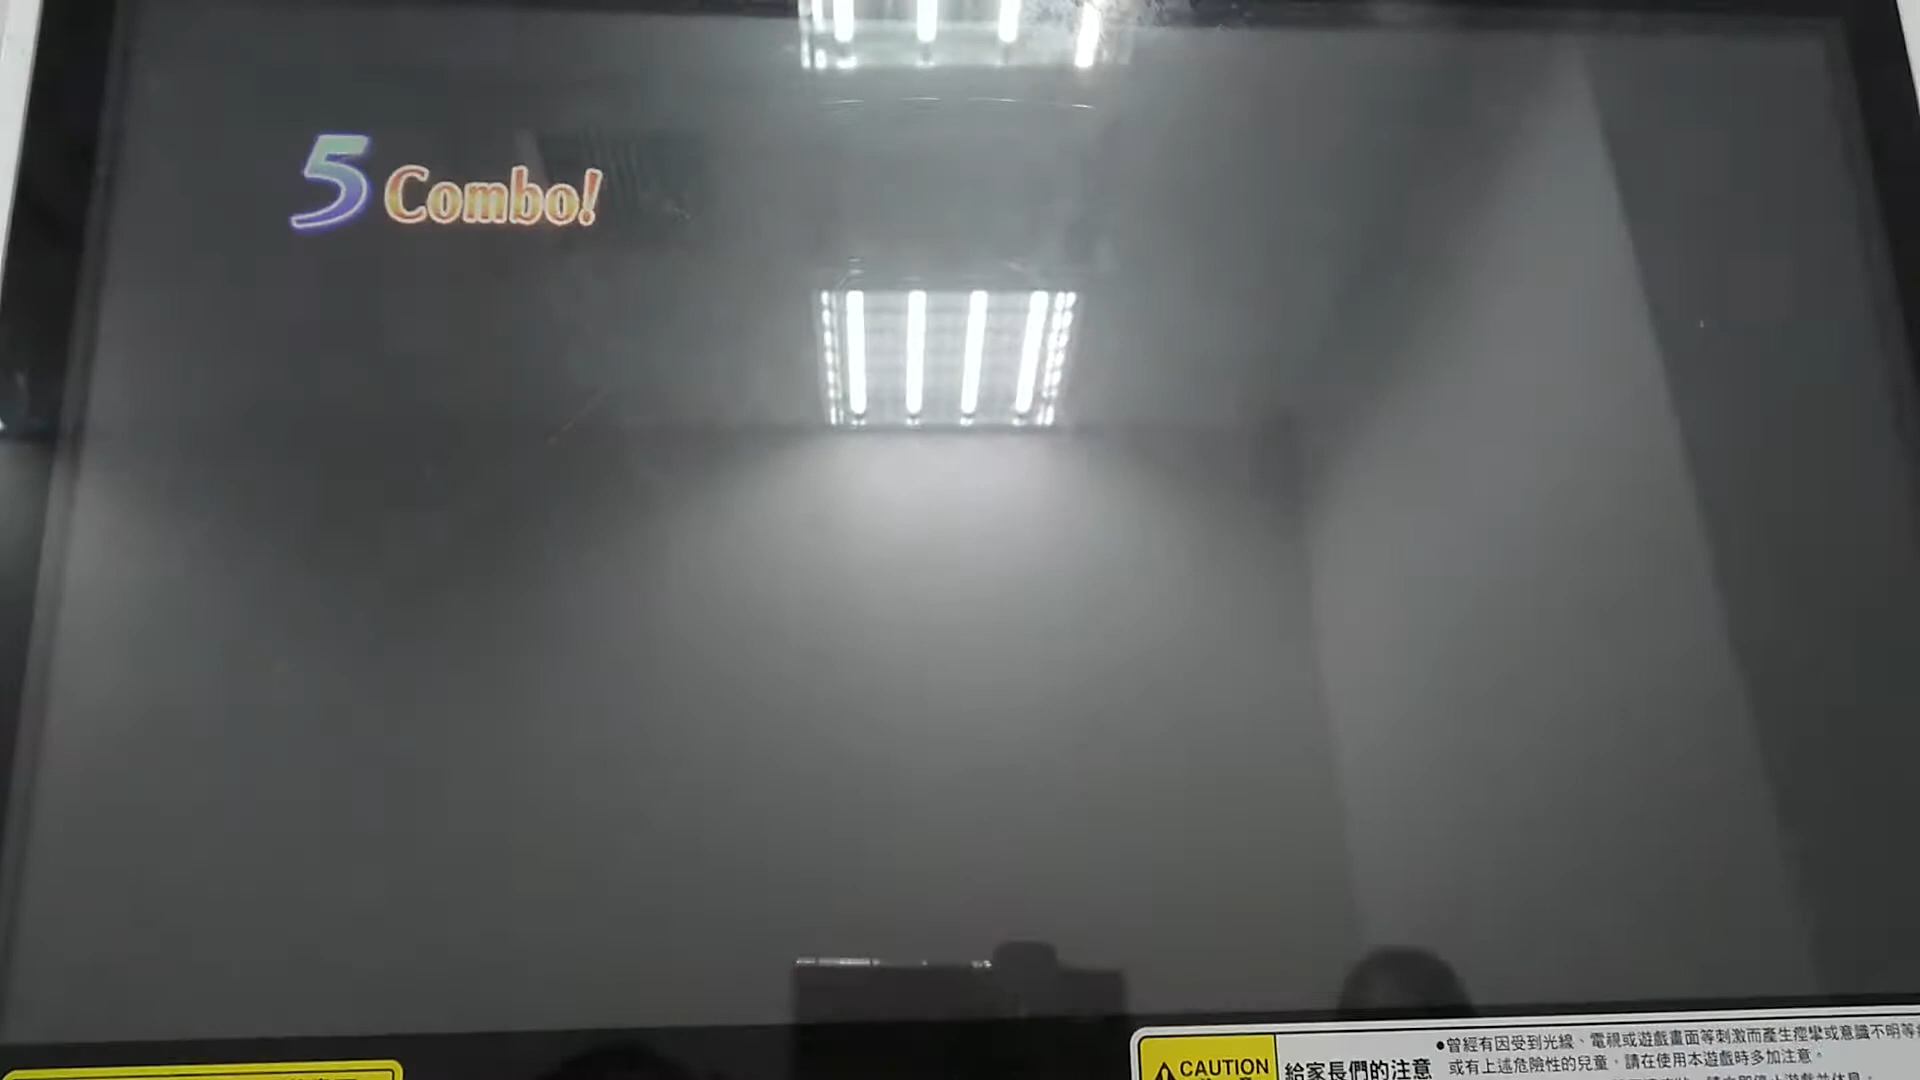 5 Combo!
CAUTION
給家長們的注意
●曾經有因受到光線、電視或遊戲畫面等刺激而產生痙攣或意識不明等
或有上述危險性的兒童，請在使用本遊戲時多加注意。